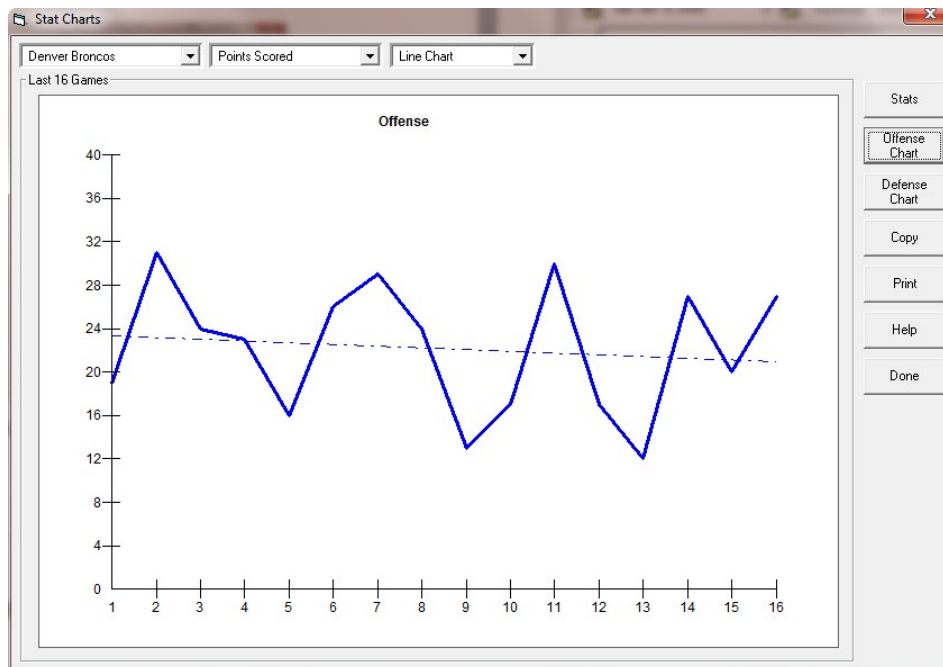 Stat Charts
Denver Broncos Points Scored Line Chart
Last 16 Games
Offense
40
36
32
28
24
20
16
12
8
4
0
1 2 3 4 5 6 7 8 9 10 11 12 13 14 15 16
Stats
Offense
Chart
Defense
Chart
Copy
Print
Help
Done